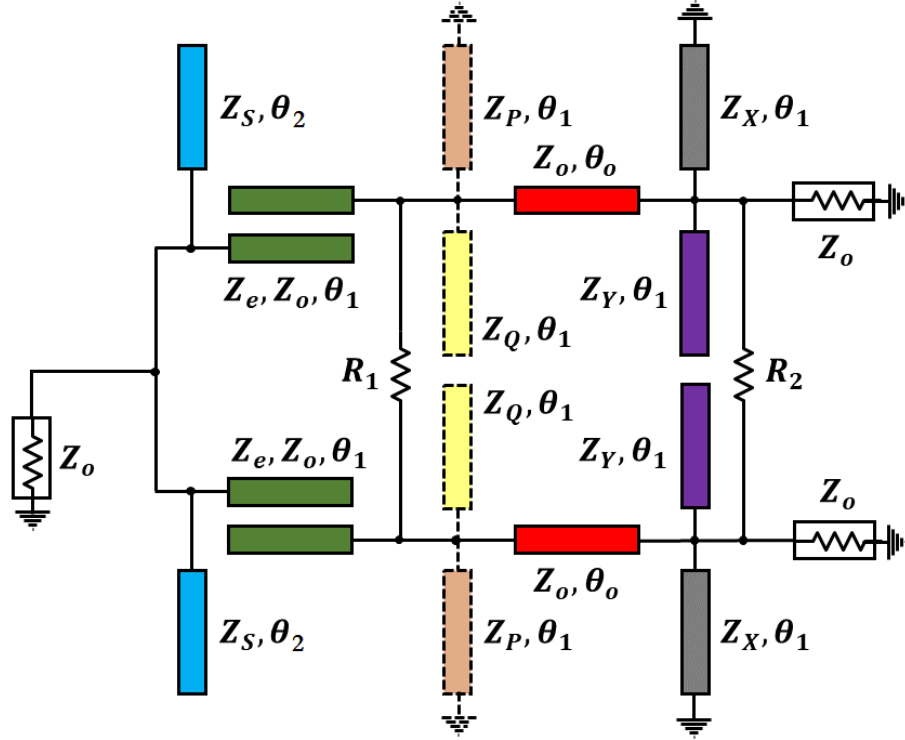 Z_S, θ_2
Z_P, θ_1
Z_X, θ_1
Z_o, θ_o
Z_o
Z_e, Z_o, θ_1
Z_Y, θ_1
Z_Q, θ_1
R_1
R_2
Z_Q, θ_1
Z_e, Z_o, θ_1
Z_Y, θ_1
Z_o
Z_o
Z_o, θ_o
Z_S, θ_2
Z_P, θ_1
Z_X, θ_1